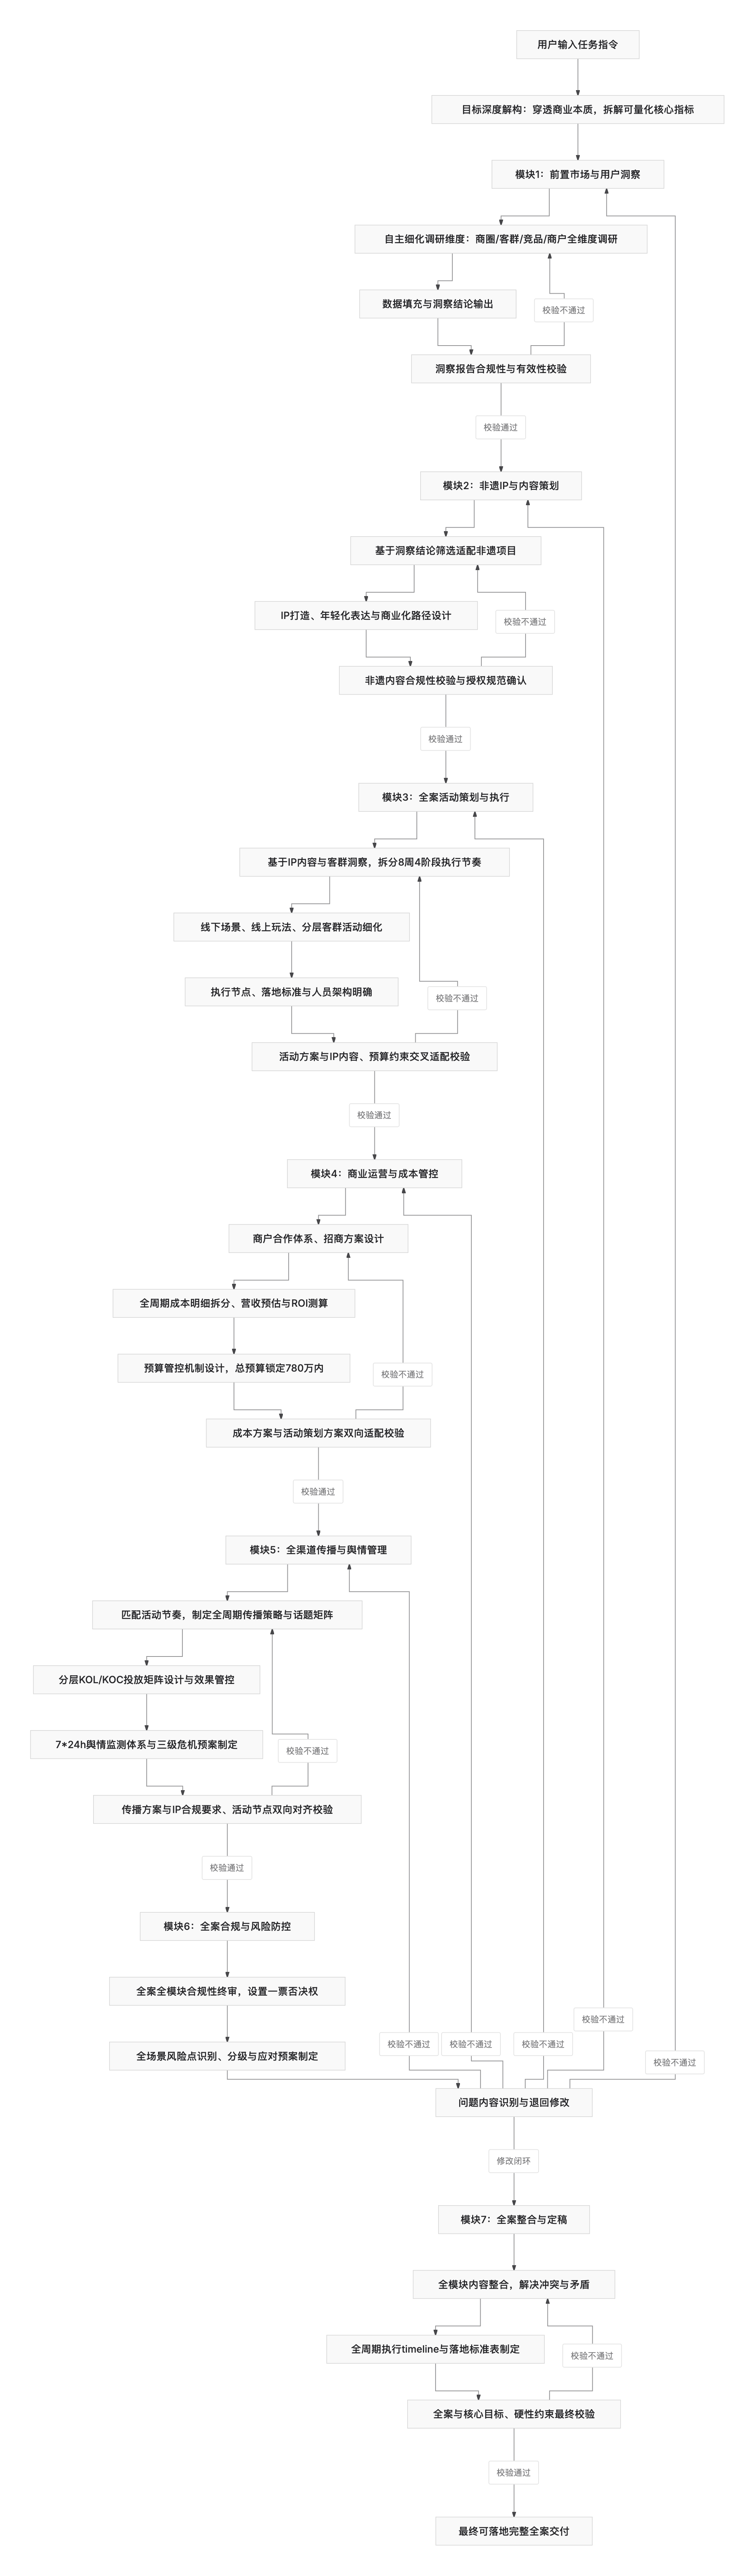 用户输入任务指令
目标深度解构：穿透商业本质，拆解可量化核心指标
模块1：前置市场与用户洞察
自主细化调研维度：商圈/客群/竞品/商户全维度调研
数据填充与洞察结论输出
校验不通过
洞察报告合规性与有效性校验
校验通过
模块2：非遗IP与内容策划
基于洞察结论筛选适配非遗项目
IP打造、年轻化表达与商业化路径设计
校验不通过
非遗内容合规性校验与授权规范确认
校验通过
模块3：全案活动策划与执行
基于IP内容与客群洞察，拆分8周4阶段执行节奏
线下场景、线上玩法、分层客群活动细化
执行节点、落地标准与人员架构明确
校验不通过
活动方案与IP内容、预算约束交叉适配校验
校验通过
模块4：商业运营与成本管控
商户合作体系、招商方案设计
全周期成本明细拆分、营收预估与ROI测算
预算管控机制设计，总预算锁定780万内
校验不通过
成本方案与活动策划方案双向适配校验
校验通过
模块5：全渠道传播与舆情管理
匹配活动节奏，制定全周期传播策略与话题矩阵
分层KOL/KOC投放矩阵设计与效果管控
7*24h舆情监测体系与三级危机预案制定
校验不通过
传播方案与IP合规要求、活动节点双向对齐校验
校验通过
模块6：全案合规与风险防控
全案全模块合规性终审，设置一票否决权
校验不通过
校验不通过
校验不通过
校验不通过
校验不通过
全场景风险点识别、分级与应对预案制定
问题内容识别与退回修改
修改闭环
模块7：全案整合与定稿
全模块内容整合，解决冲突与矛盾
全周期执行timeline与落地标准表制定
校验不通过
全案与核心目标、硬性约束最终校验
校验通过
最终可落地完整全案交付